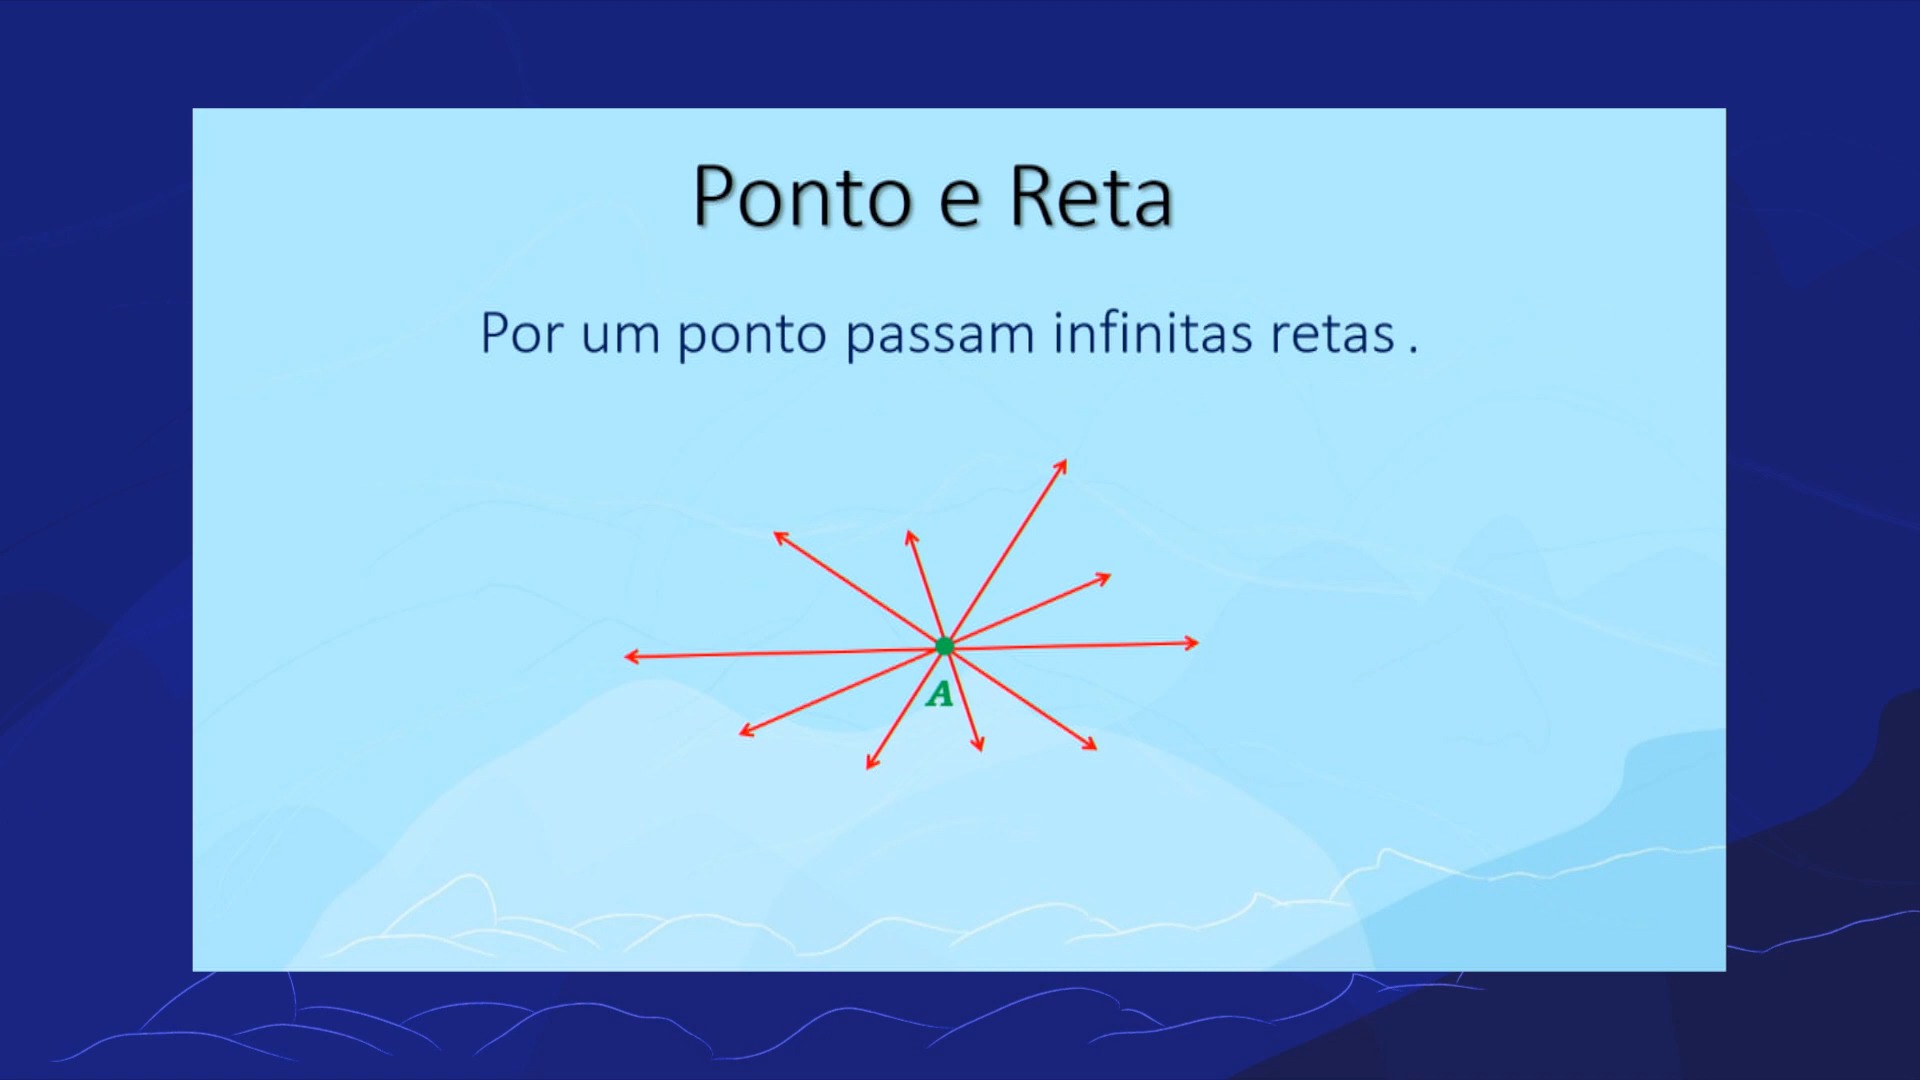 Ponto e Reta
Por um ponto passam infinitas retas .
A